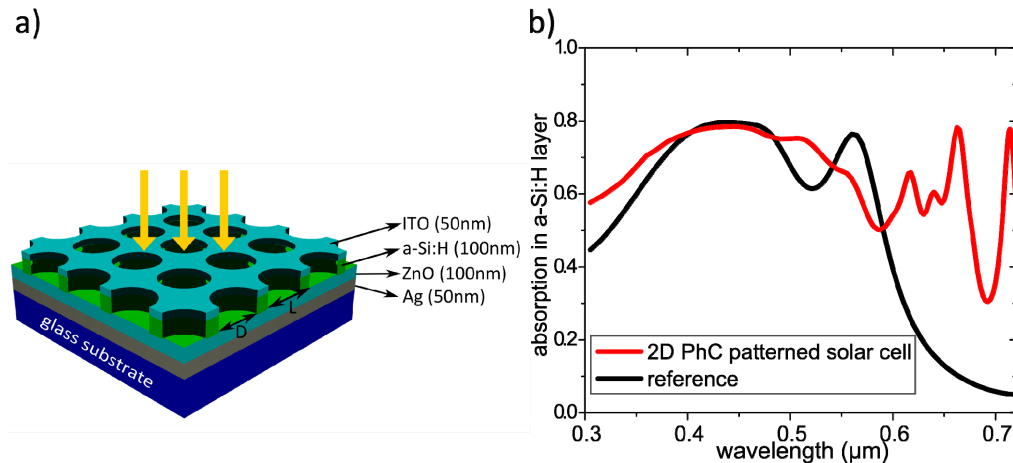 a)
ITO (50nm)
a-Si:H (100nm)
ZnO (100nm)
Ag (50nm)
L
D
glass substrate
b)
absorption in a-Si:H layer
1.0
0.8
0.6
0.4
0.2
0.0
2D PhC patterned solar cell
reference
0.3 0.4 0.5 0.6 0.7
wavelength (µm)